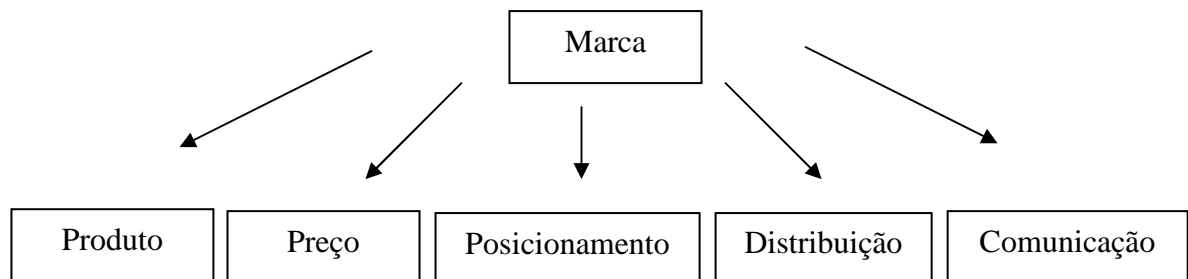 Marca
Produto
Preço
Posicionamento
Distribuição
Comunicação